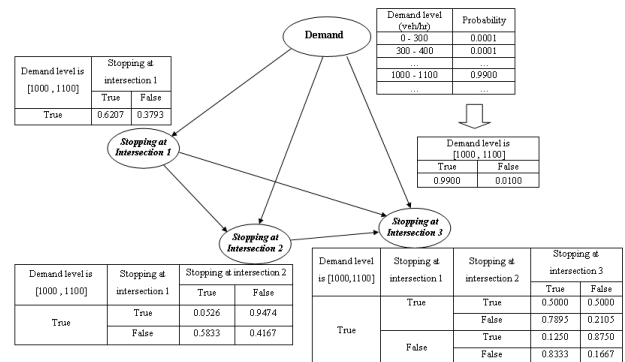 Demand
Demand level (veh/hr) Probability
0 - 300 0.0001
300 - 400 0.0001
... ...
1000 - 1100 0.9900
... ...
Demand level is [1000 , 1100]
True False
0.9900 0.0100
Demand level is [1000 , 1100] Stopping at intersection 1
True False
True 0.6207 0.3793
Stopping at
Intersection 1
Stopping at
Intersection 2
Stopping at
Intersection 3
Demand level is [1000 , 1100] Stopping at intersection 1 Stopping at intersection 2
True False
True True 0.0526 0.9474
False 0.5833 0.4167
Demand level is [1000,1100] Stopping at intersection 1 Stopping at intersection 2 Stopping at intersection 3
True False
True True True 0.5000 0.5000
False 0.7895 0.2105
False True 0.1250 0.8750
False 0.8333 0.1667